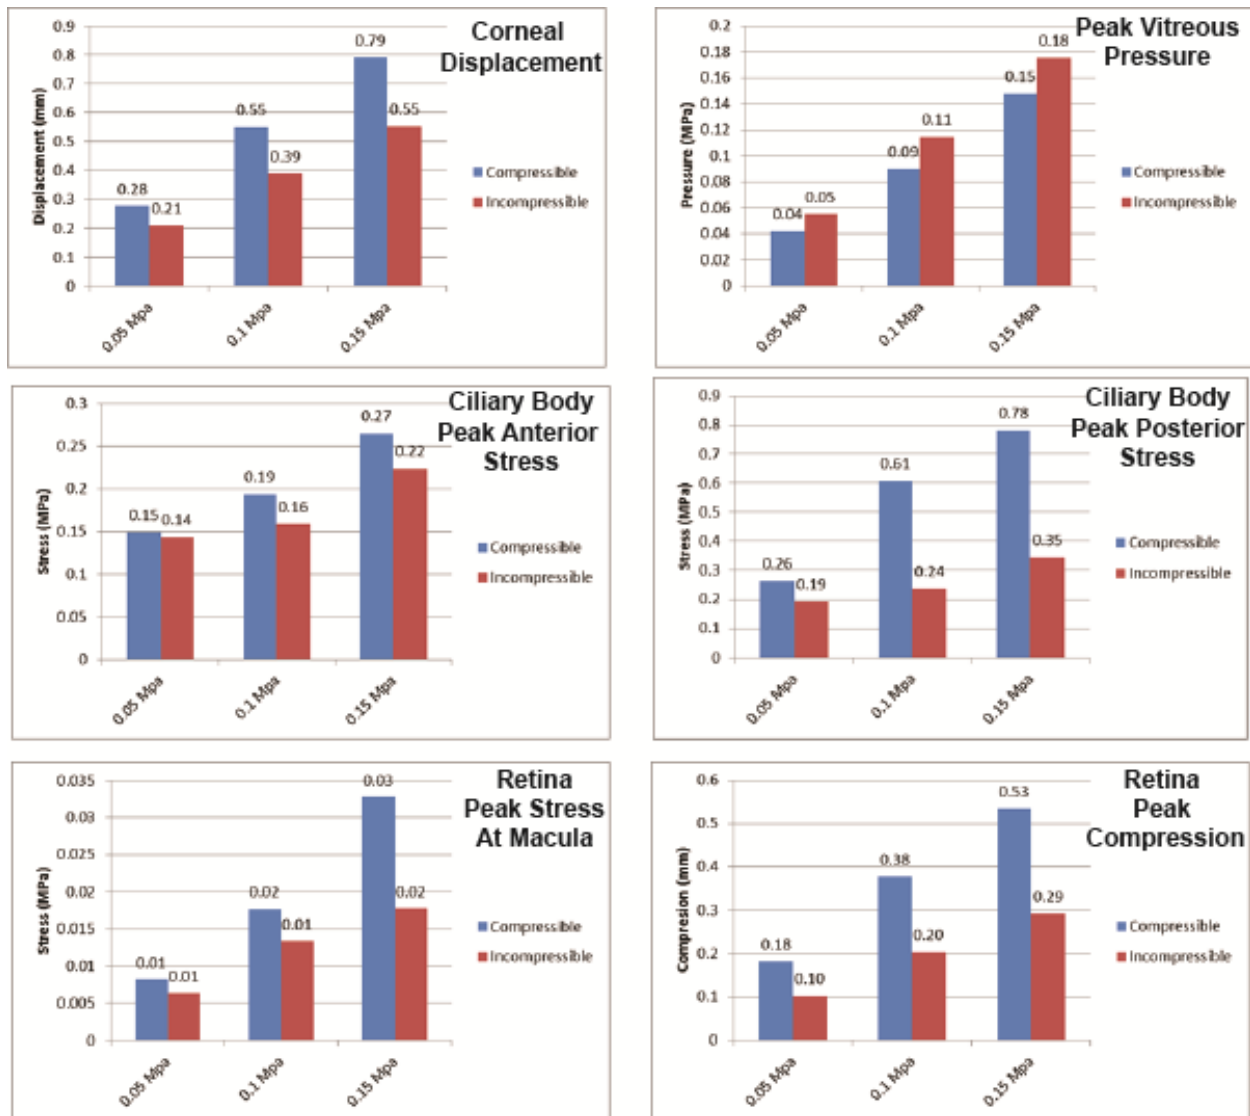 Corneal
Displacement
Displacement (mm)
0.9
0.8
0.7
0.6
0.5
0.4
0.3
0.2
0.1
0
0.28
0.21
0.55
0.39
0.79
0.55
0.05 Mpa
0.1 Mpa
0.15 Mpa
Compressible
Incompressible
Peak Vitreous
Pressure
Pressure (MPa)
0.2
0.18
0.16
0.14
0.12
0.1
0.08
0.06
0.04
0.02
0
0.04
0.05
0.09
0.11
0.15
0.18
0.05 Mpa
0.1 Mpa
0.15 Mpa
Compressible
Incompressible
Ciliary Body
Peak Anterior
Stress
Stress (MPa)
0.3
0.25
0.2
0.15
0.1
0.05
0
0.15
0.14
0.19
0.16
0.27
0.22
0.05 Mpa
0.1 Mpa
0.15 Mpa
Compressible
Incompressible
Ciliary Body
Peak Posterior
Stress
Stress (MPa)
0.9
0.8
0.7
0.6
0.5
0.4
0.3
0.2
0.1
0
0.26
0.19
0.61
0.24
0.78
0.35
0.05 Mpa
0.1 Mpa
0.15 Mpa
Compressible
Incompressible
Retina
Peak Stress
At Macula
Stress (MPa)
0.035
0.03
0.025
0.02
0.015
0.01
0.005
0
0.01
0.01
0.02
0.01
0.03
0.02
0.05 Mpa
0.1 Mpa
0.15 Mpa
Compressible
Incompressible
Retina
Peak
Compression
Compresion (mm)
0.6
0.5
0.4
0.3
0.2
0.1
0
0.18
0.10
0.38
0.20
0.53
0.29
0.05 Mpa
0.1 Mpa
0.15 Mpa
Compressible
Incompressible